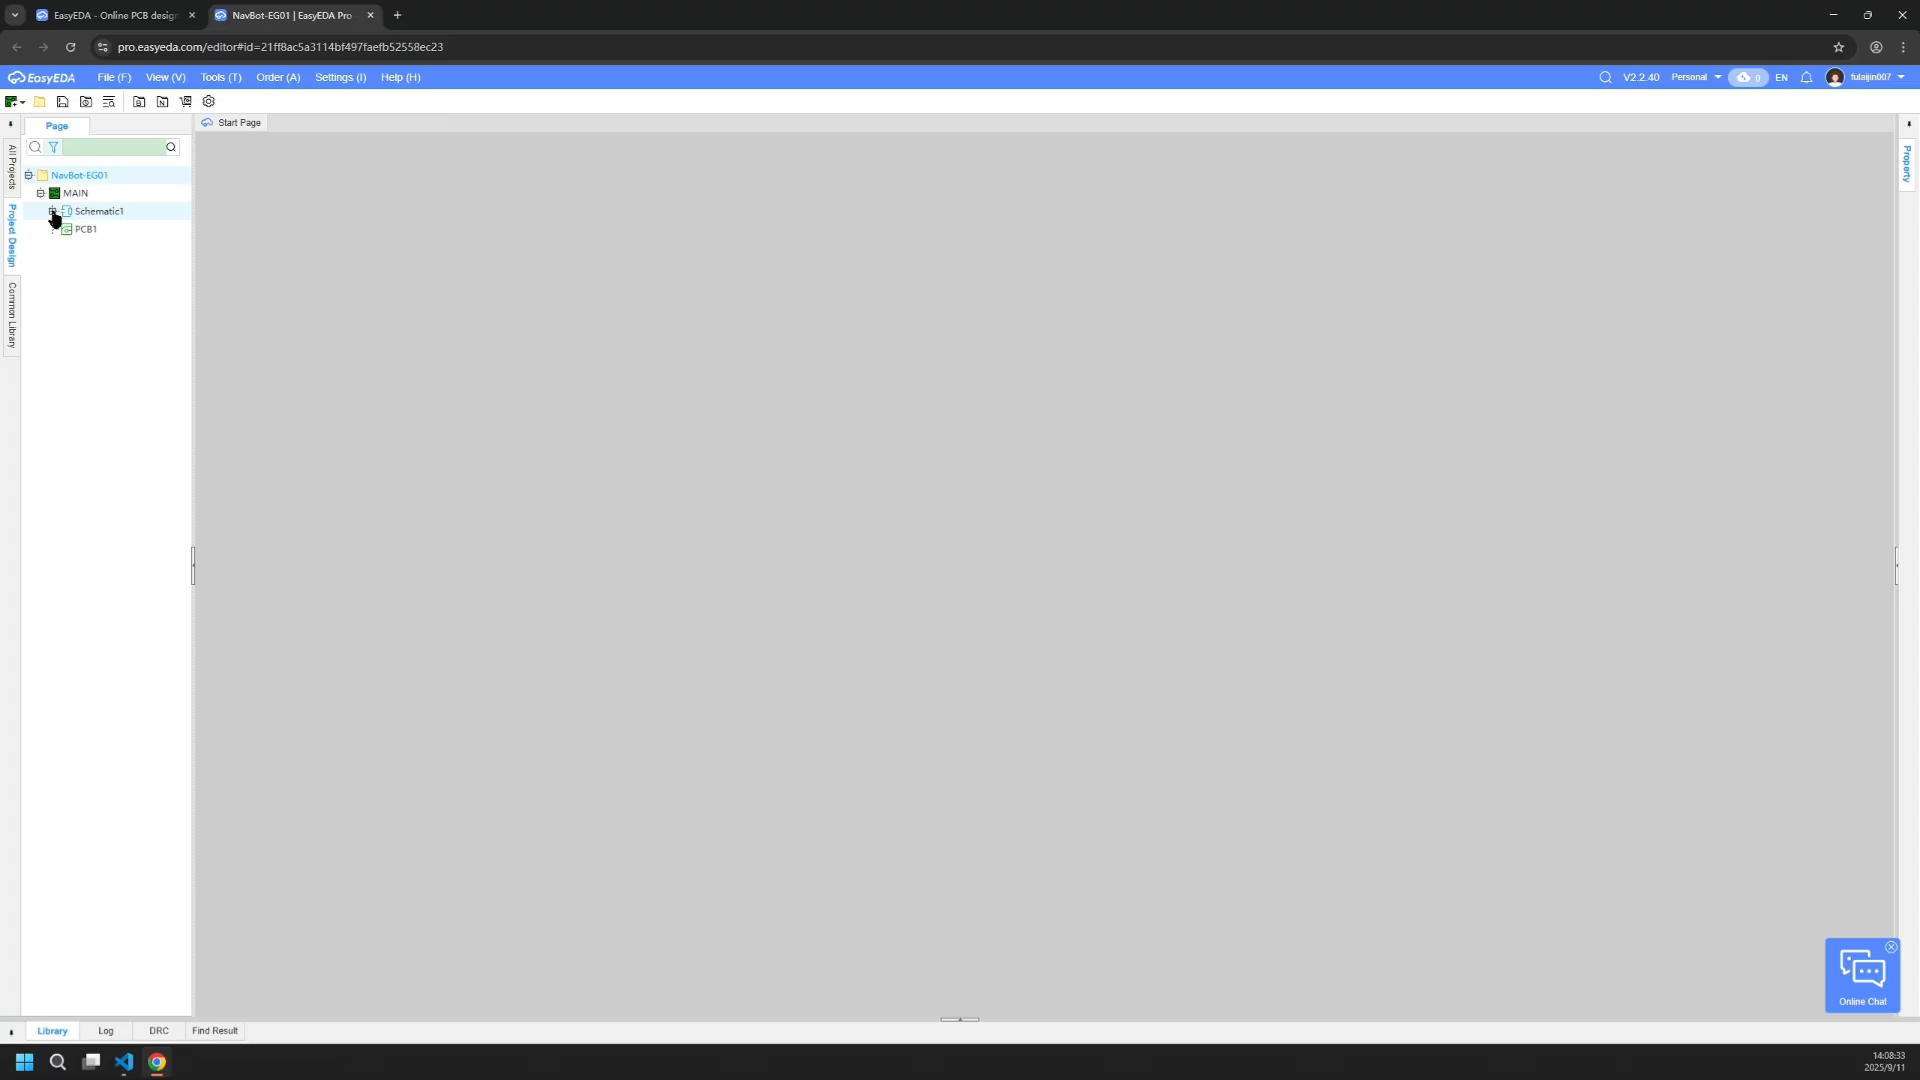 EasyEDA - Online PCB design
NavBot-EG01 | EasyEDA Pro
pro.easyeda.com/editor#id=21ff8ac5a3114bf497faefb52558ec23
EasyEDA File (F) View (V) Tools (T) Order (A) Settings (I) Help (H) V2.2.40 Personal 0 EN fulaijin007
Page
Start Page
All Projects
Project Design
Common Library
NavBot-EG01
MAIN
Schematic1
PCB1
Property
Online Chat
Library Log DRC Find Result
14:08:33
2025/9/11